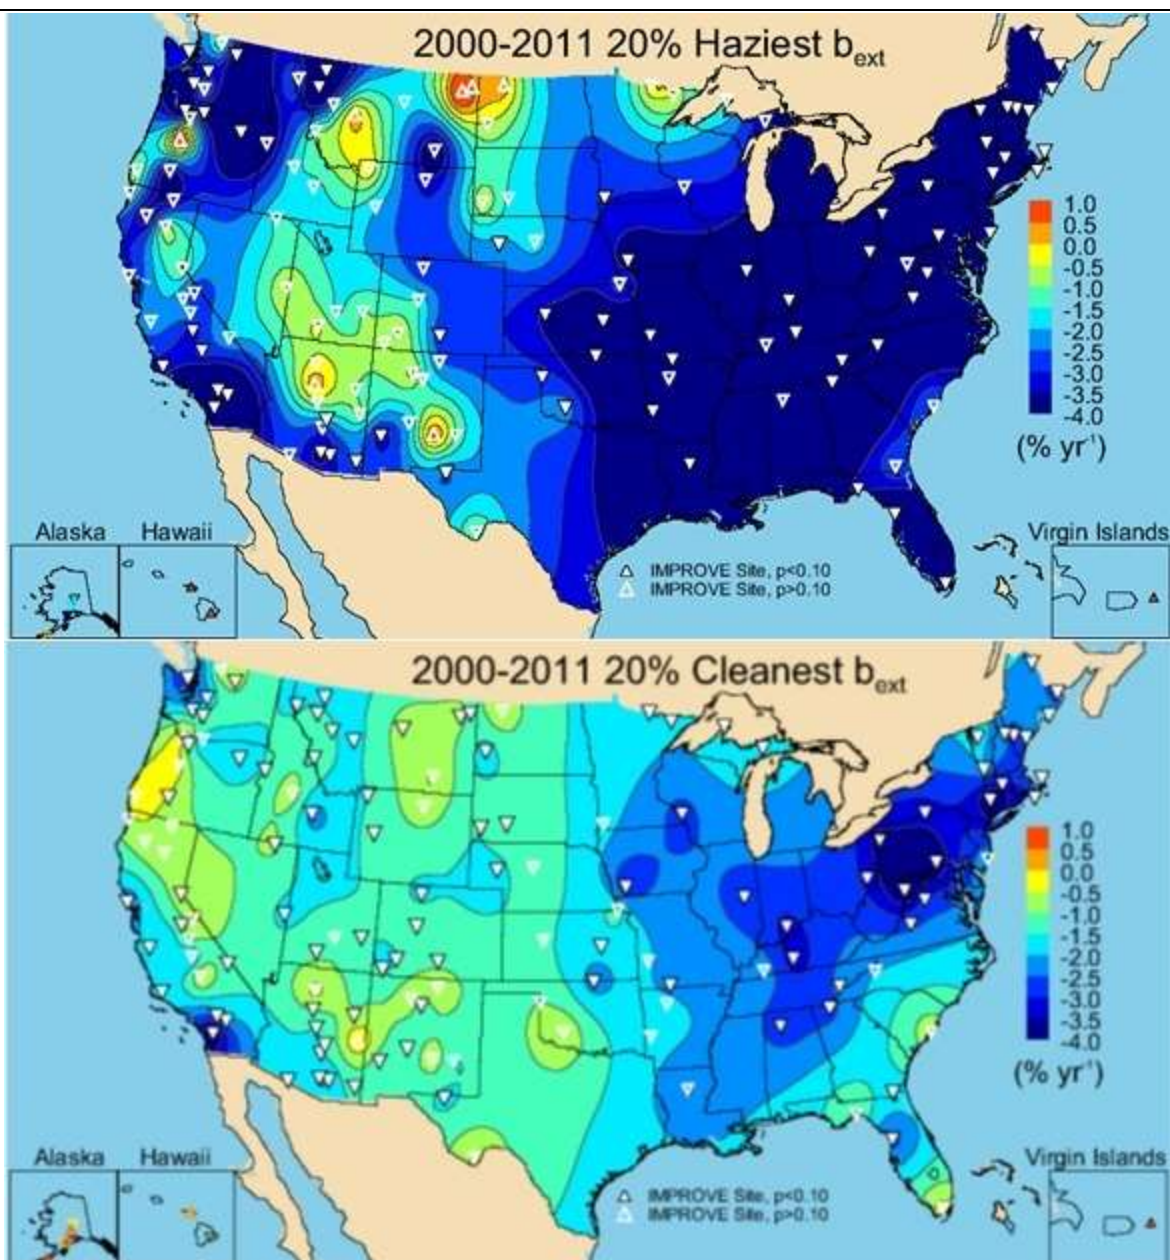 2000-2011 20% Haziest bext
1.0
0.5
0.0
-0.5
-1.0
-1.5
-2.0
-2.5
-3.0
-3.5
-4.0
(% yr-1)
Alaska
Hawaii
Virgin Islands
IMPROVE Site, p<0.10
IMPROVE Site, p>0.10
2000-2011 20% Cleanest bext
1.0
0.5
0.0
-0.5
-1.0
-1.5
-2.0
-2.5
-3.0
-3.5
-4.0
(% yr-1)
Alaska
Hawaii
Virgin Islands
IMPROVE Site, p<0.10
IMPROVE Site, p>0.10